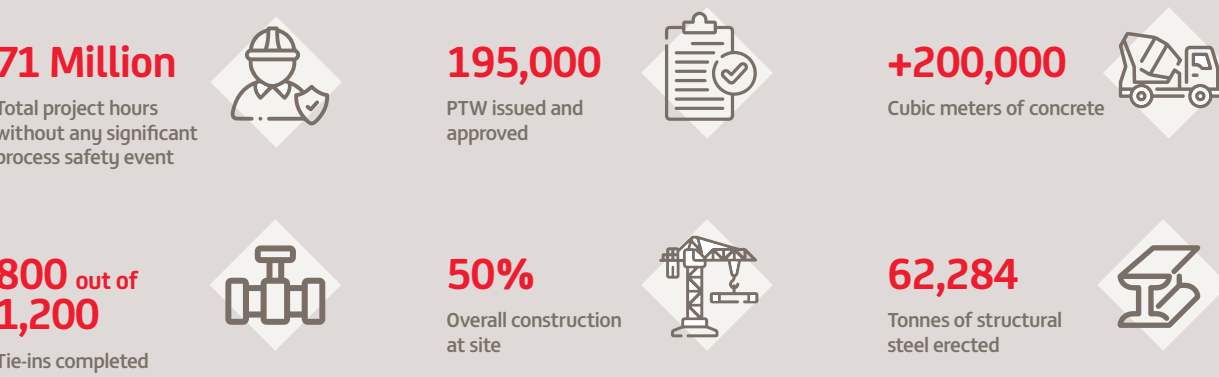 71 Million
Total project hours
without any significant
process safety event
195,000
PTW issued and
approved
+200,000
Cubic meters of concrete
800 out of
1,200
Tie-ins completed
50%
Overall construction
at site
62,284
Tonnes of structural
steel erected